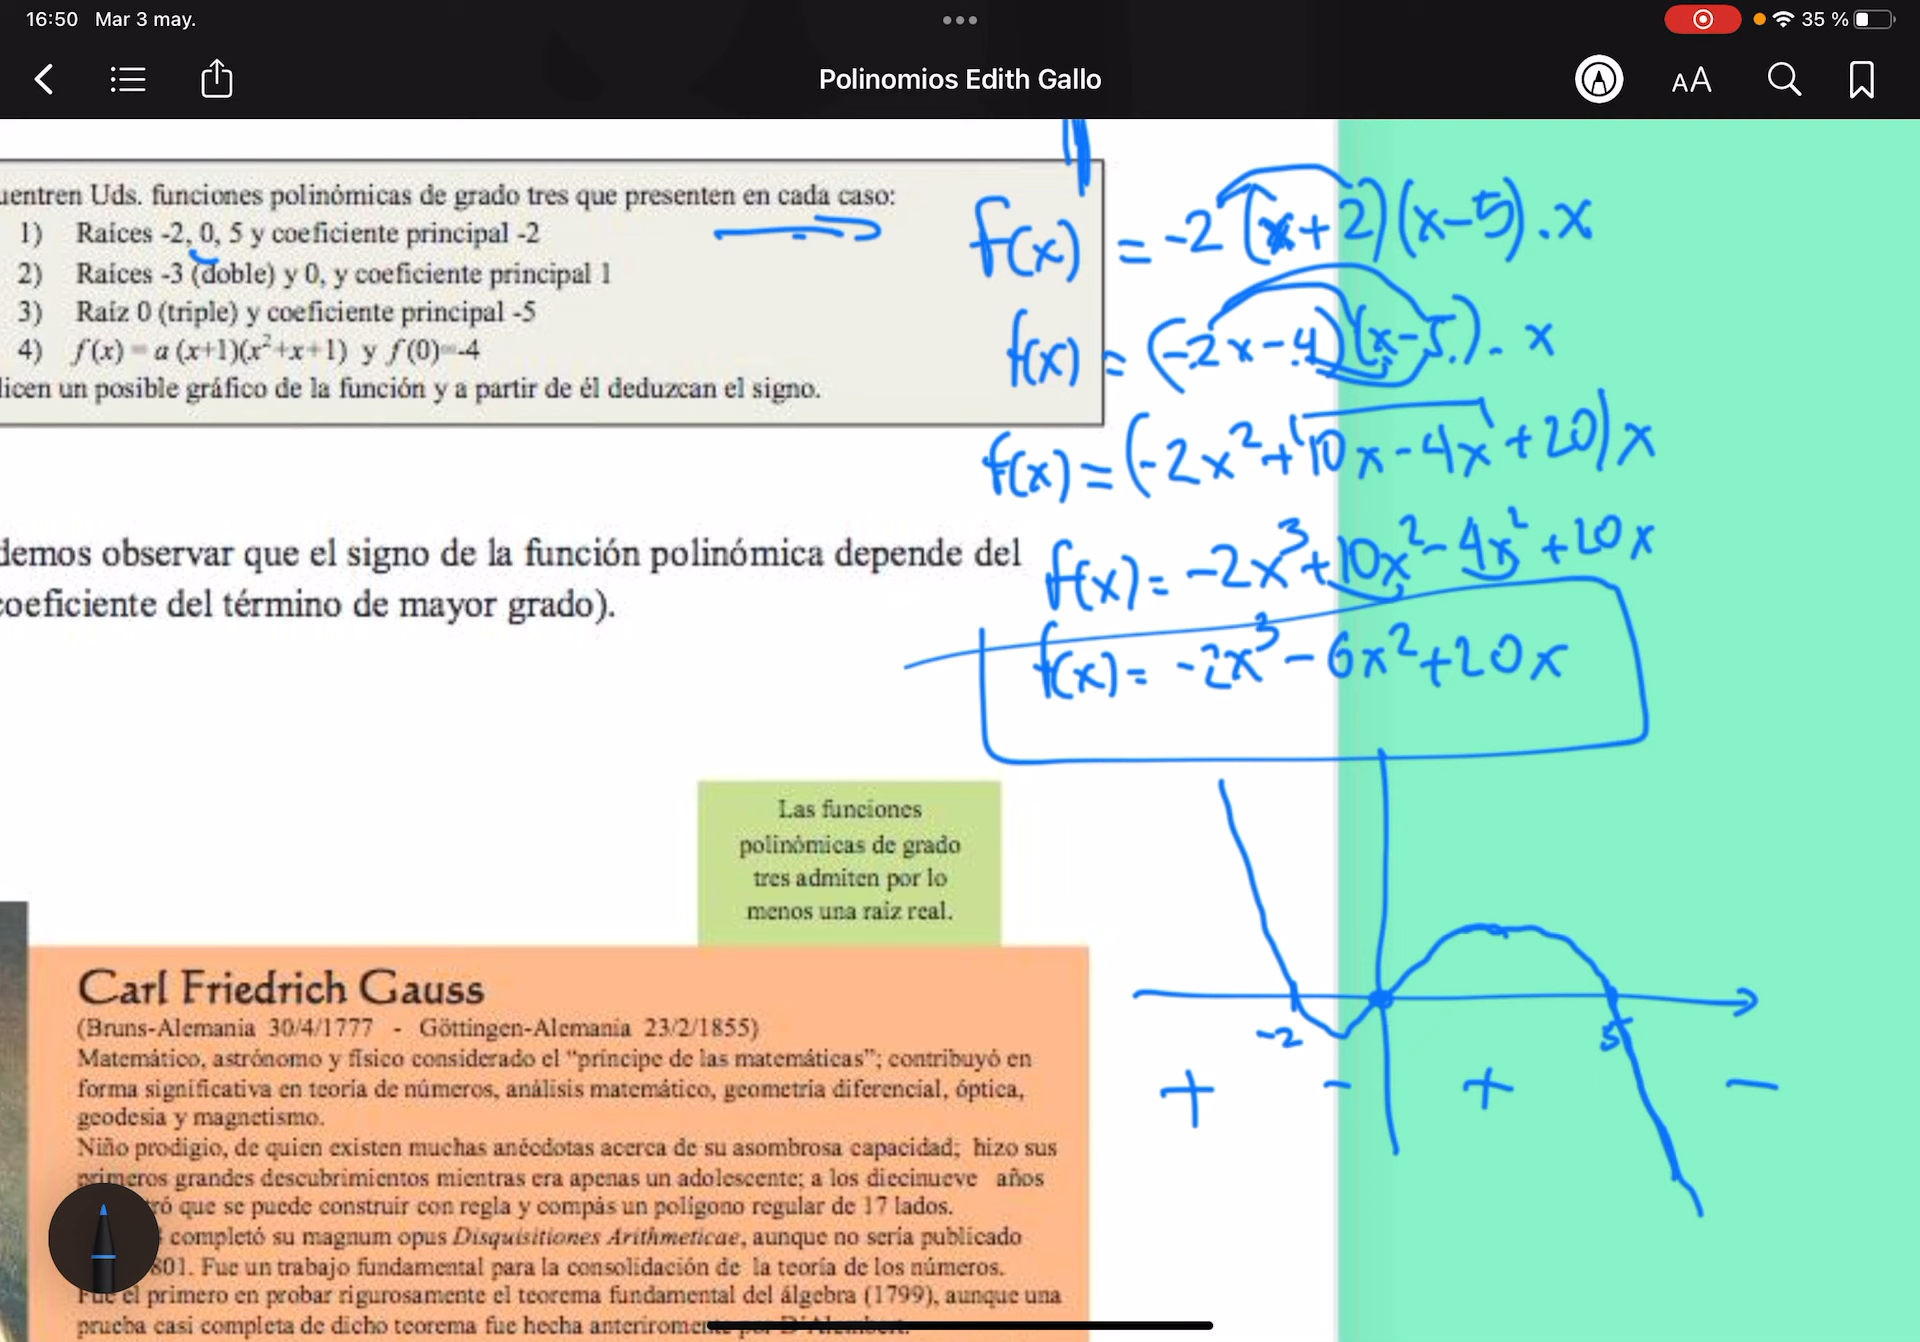 16:50 Mar 3 may.
35 %
Polinomios Edith Gallo
AA
uentren Uds. funciones polinómicas de grado tres que presenten en cada caso:
1) Raíces -2, 0, 5 y coeficiente principal -2
2) Raíces -3 (doble) y 0, y coeficiente principal 1
3) Raíz 0 (triple) y coeficiente principal -5
4) f(x) = a (x+1)(x²+x+1) y f(0)=-4
licen un posible gráfico de la función y a partir de él deduzcan el signo.
f(x) = -2(x+2)(x-5).x
f(x) = (-2x-4)(x-5).x
f(x) = (-2x²+10x-4x+20)x
f(x) = -2x³+10x²-4x²+20x
f(x) = -2x³-6x²+20x
demos observar que el signo de la función polinómica depende del
coeficiente del término de mayor grado).
Las funciones
polinómicas de grado
tres admiten por lo
menos una raíz real.
-2
5
+ - + -
Carl Friedrich Gauss
(Bruns-Alemania 30/4/1777 - Göttingen-Alemania 23/2/1855)
Matemático, astrónomo y físico considerado el “príncipe de las matemáticas”; contribuyó en
forma significativa en teoría de números, análisis matemático, geometría diferencial, óptica,
geodesia y magnetismo.
Niño prodigio, de quien existen muchas anécdotas acerca de su asombrosa capacidad; hizo sus
primeros grandes descubrimientos mientras era apenas un adolescente; a los diecinueve años
ró que se puede construir con regla y compás un polígono regular de 17 lados.
completó su magnum opus Disquisitiones Arithmeticae, aunque no sería publicado
801. Fue un trabajo fundamental para la consolidación de la teoría de los números.
Fue el primero en probar rigurosamente el teorema fundamental del álgebra (1799), aunque una
prueba casi completa de dicho teorema fue hecha anteriormente por D'Alembert.